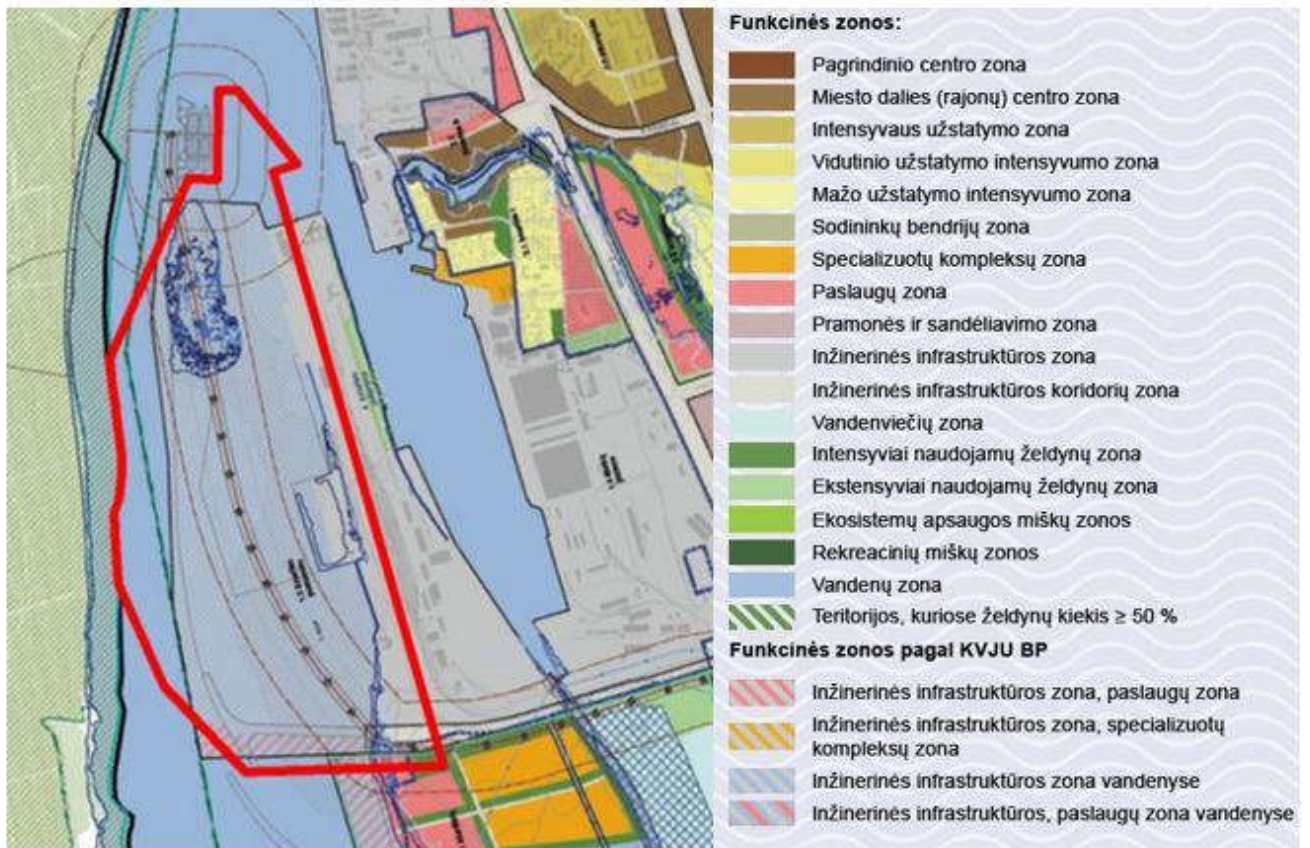 Funkcinės zonos:
Pagrindinio centro zona
Miesto dalies (rajonų) centro zona
Intensyvaus užstatymo zona
Vidutinio užstatymo intensyvumo zona
Mažo užstatymo intensyvumo zona
Sodininkų bendrijų zona
Specializuotų kompleksų zona
Paslaugų zona
Pramonės ir sandėliavimo zona
Inžinerinės infrastruktūros zona
Inžinerinės infrastruktūros koridorių zona
Vandenviečių zona
Intensyviai naudojamų želdynų zona
Ekstensyviai naudojamų želdynų zona
Ekosistemų apsaugos miškų zonos
Rekreacinių miškų zonos
Vandenų zona
Teritorijos, kuriose želdynų kiekis ≥ 50 %
Funkcinės zonos pagal KVJU BP
Inžinerinės infrastruktūros zona, paslaugų zona
Inžinerinės infrastruktūros zona, specializuotų
kompleksų zona
Inžinerinės infrastruktūros zona vandenyse
Inžinerinės infrastruktūros, paslaugų zona vandenyse